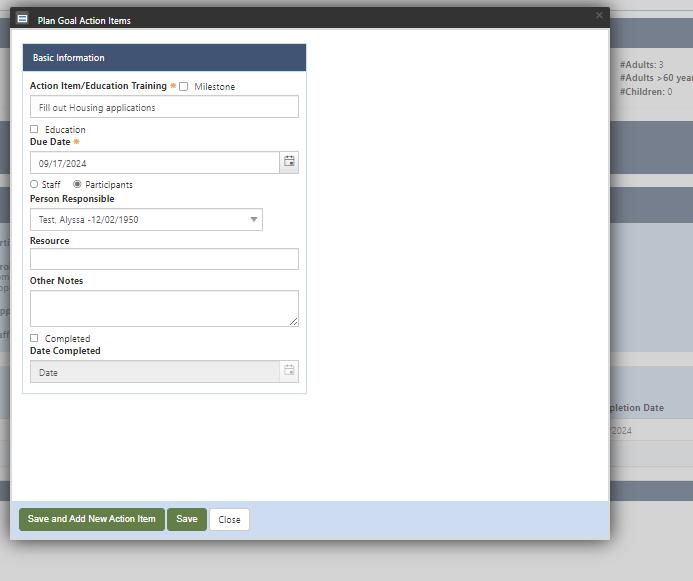 Plan Goal Action Items
#Adults: 3
#Adults >60 year
#Children: 0
Basic Information
Action Item/Education Training * Milestone
Fill out Housing applications
Education
Due Date *
09/17/2024
Staff Participants
Person Responsible
Test, Alyssa -12/02/1950
Resource
Other Notes
Completed
Date Completed
Date
pletion Date
2024
Save and Add New Action Item Save Close